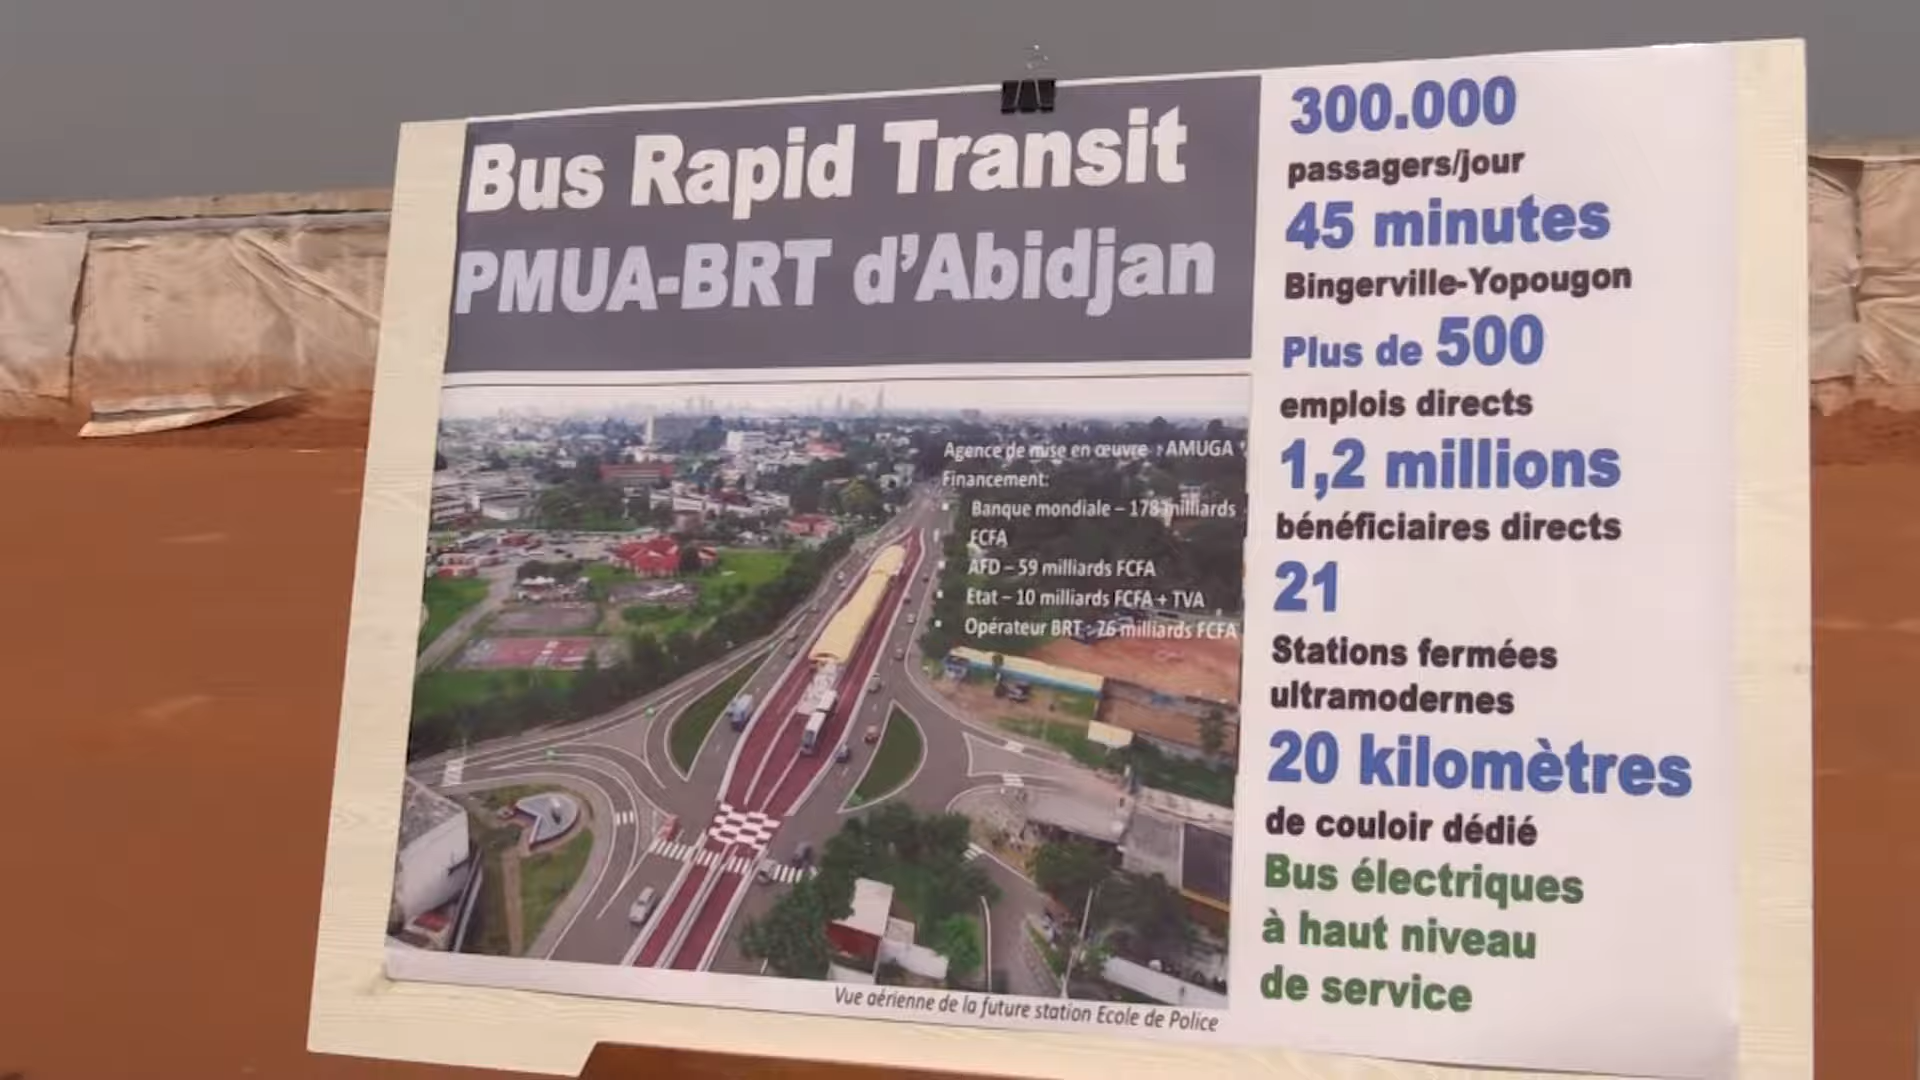 Bus Rapid Transit
PMUA-BRT d'Abidjan
Agence de mise en œuvre : AMUGA
Financement:
Banque mondiale – 178 milliards
FCFA
AFD – 59 milliards FCFA
Etat – 10 milliards FCFA + TVA
Opérateur BRT : 76 milliards FCFA
Vue aérienne de la future station Ecole de Police
300.000
passagers/jour
45 minutes
Bingerville-Yopougon
Plus de 500
emplois directs
1,2 millions
bénéficiaires directs
21
Stations fermées
ultramodernes
20 kilomètres
de couloir dédié
Bus électriques
à haut niveau
de service